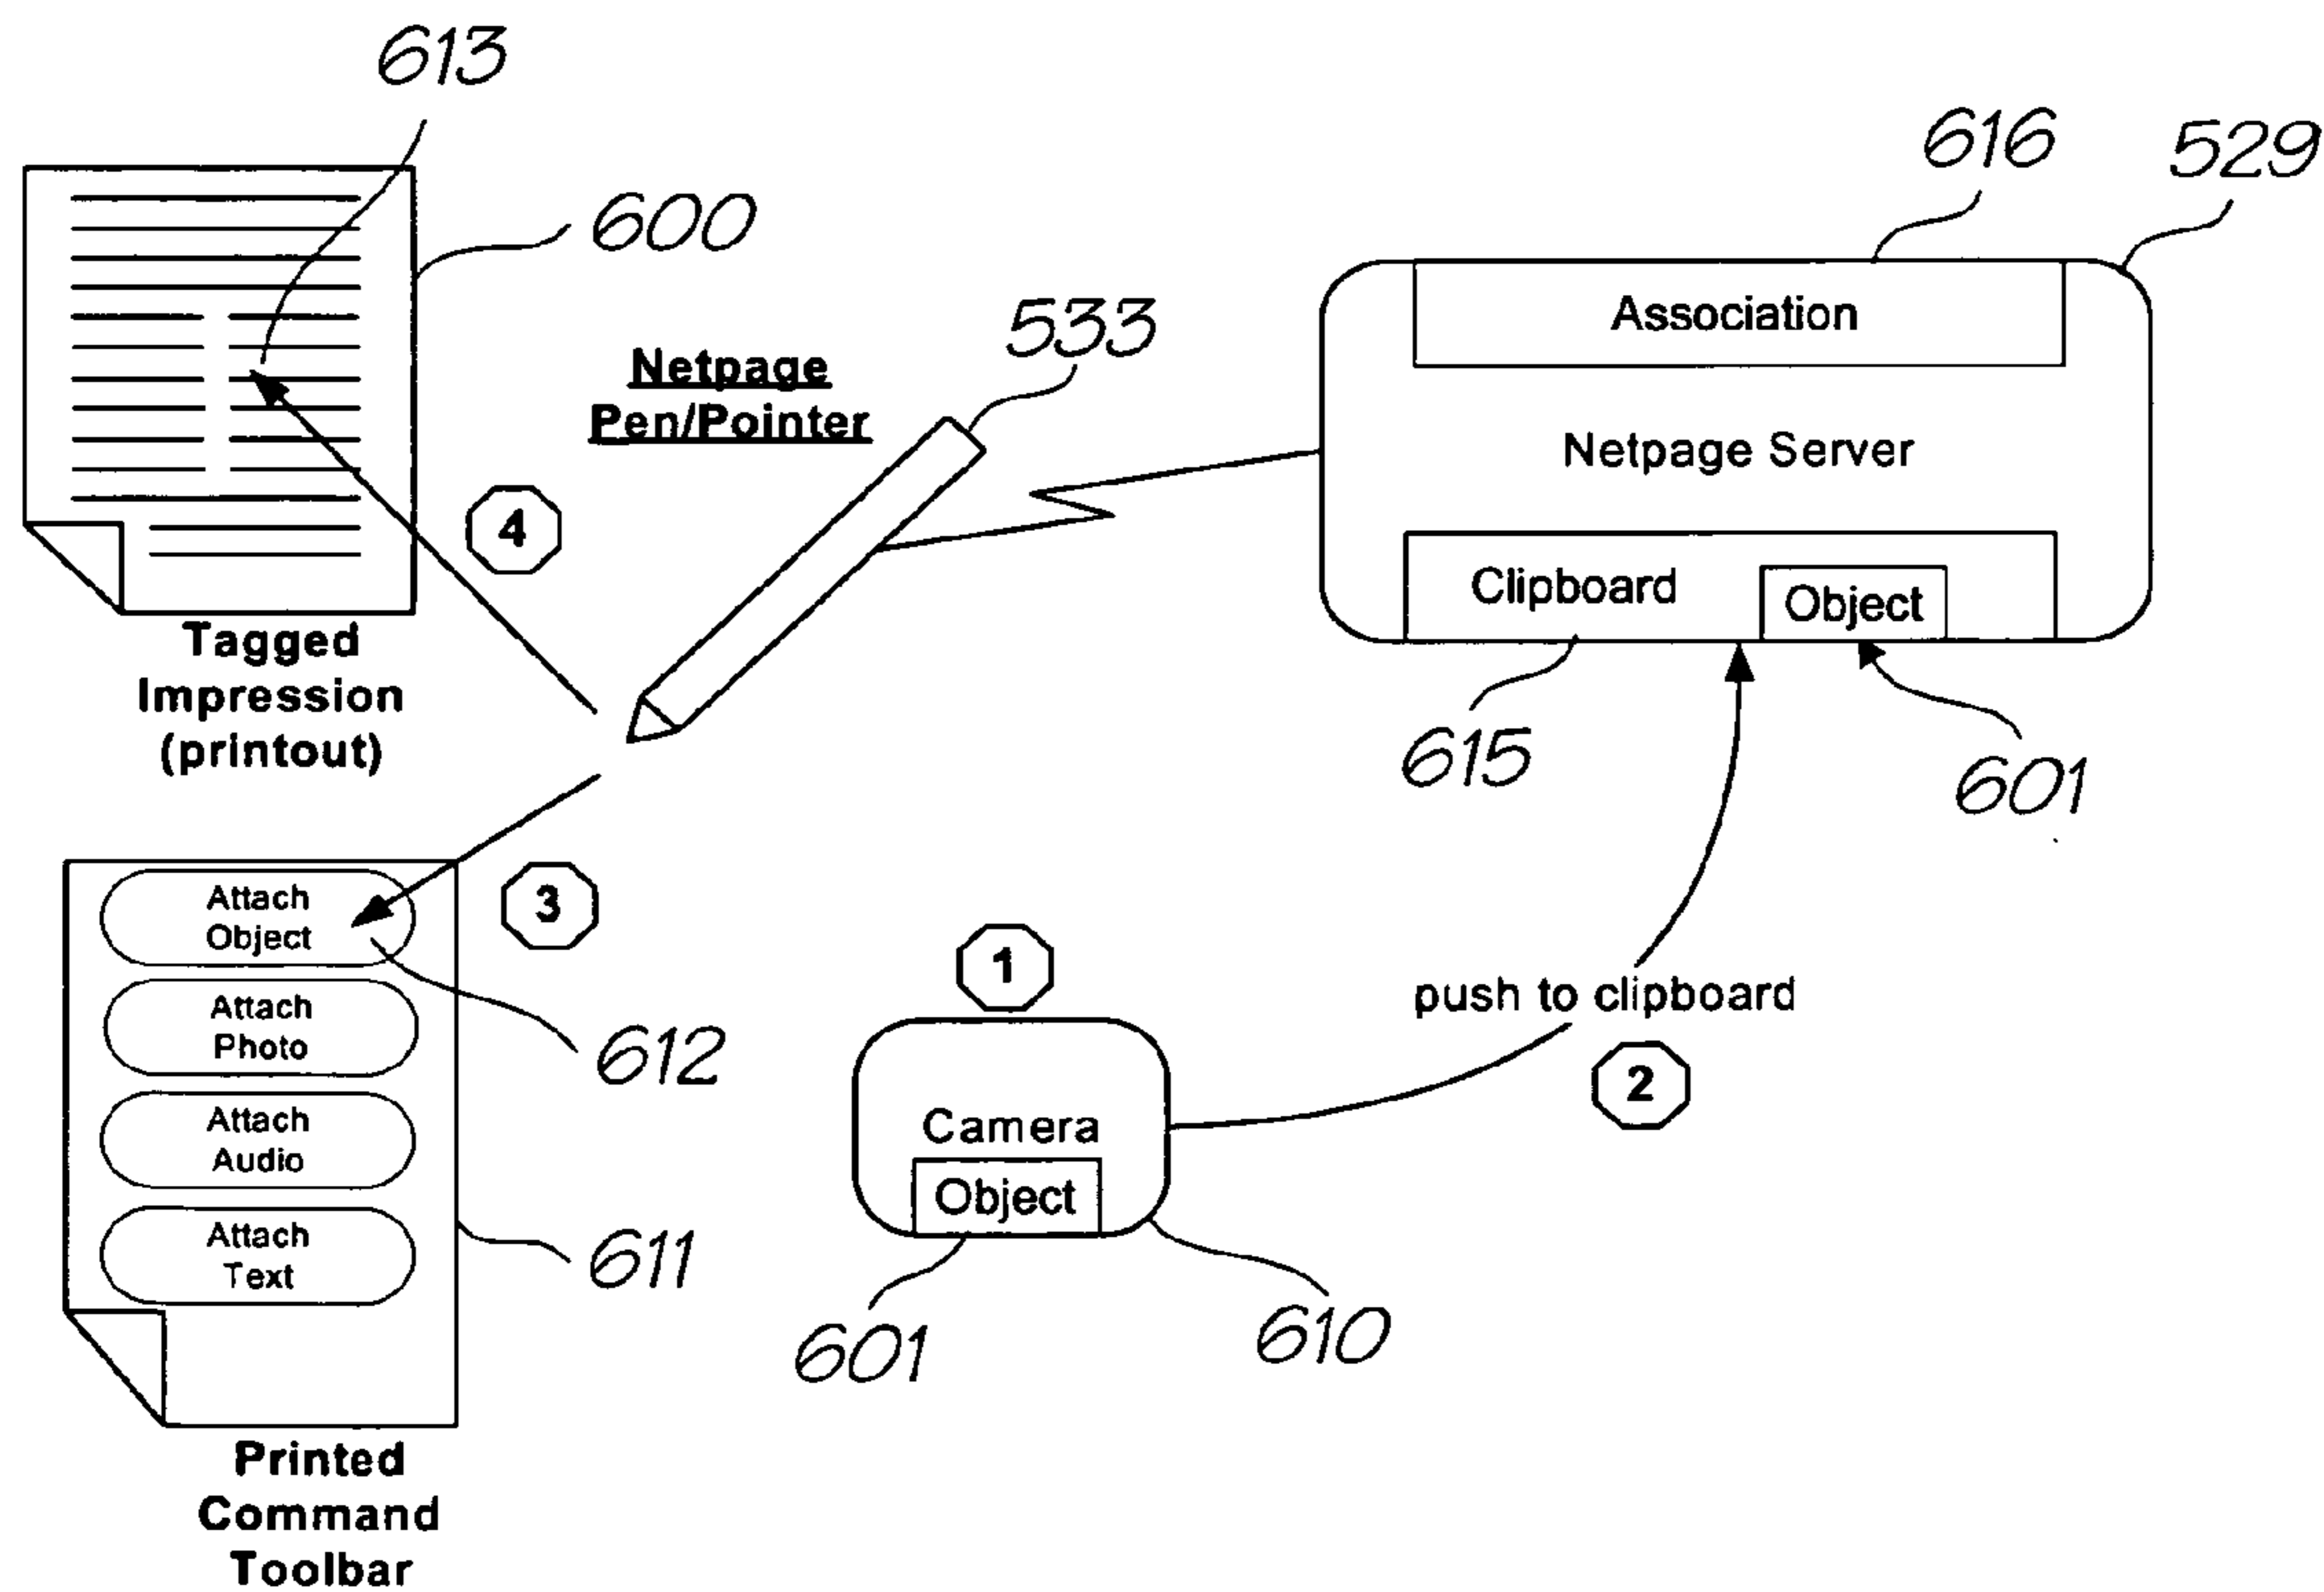 613
616
529
600
Association
533
Netpage
Pen/Pointer
Netpage Server
4
Clipboard
Object
Tagged
Impression
(printout)
615
601
Attach
Object
3
1
push to clipboard
Attach
Photo
612
2
Attach
Audio
Camera
Object
Attach
Text
611
601
610
Printed
Command
Toolbar